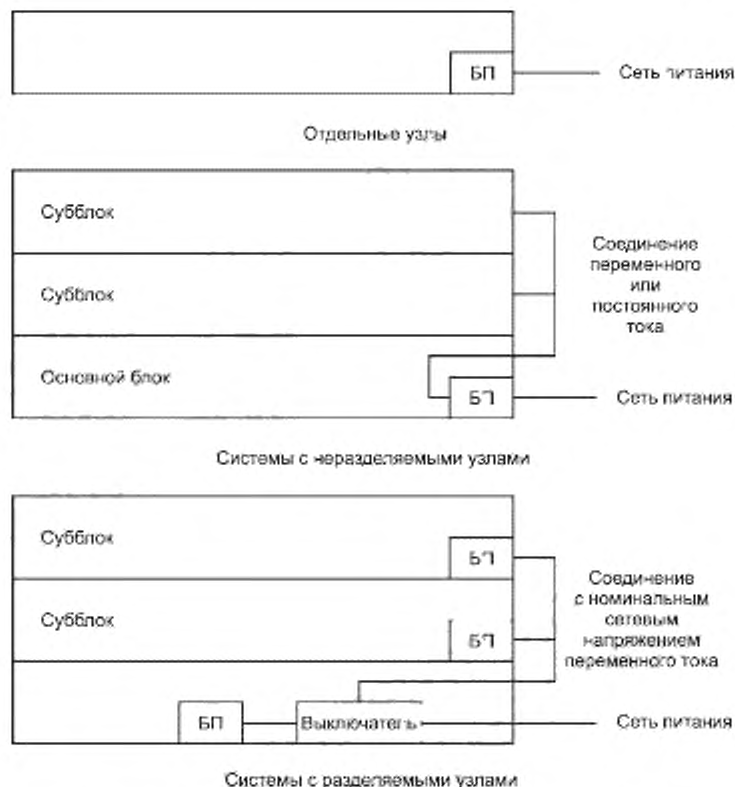 БП
Сеть питания
Отдельные узлы
Субблок
Субблок
Соединение
переменного
или
постоянного
тока
Основной блок
БП
Сеть питания
Системы с неразделяемыми узлами
Субблок
БП
Субблок
БП
Соединение
с номинальным
сетевым
напряжением
переменного тока
БП
Выключатель
Сеть питания
Системы с разделяемыми узлами